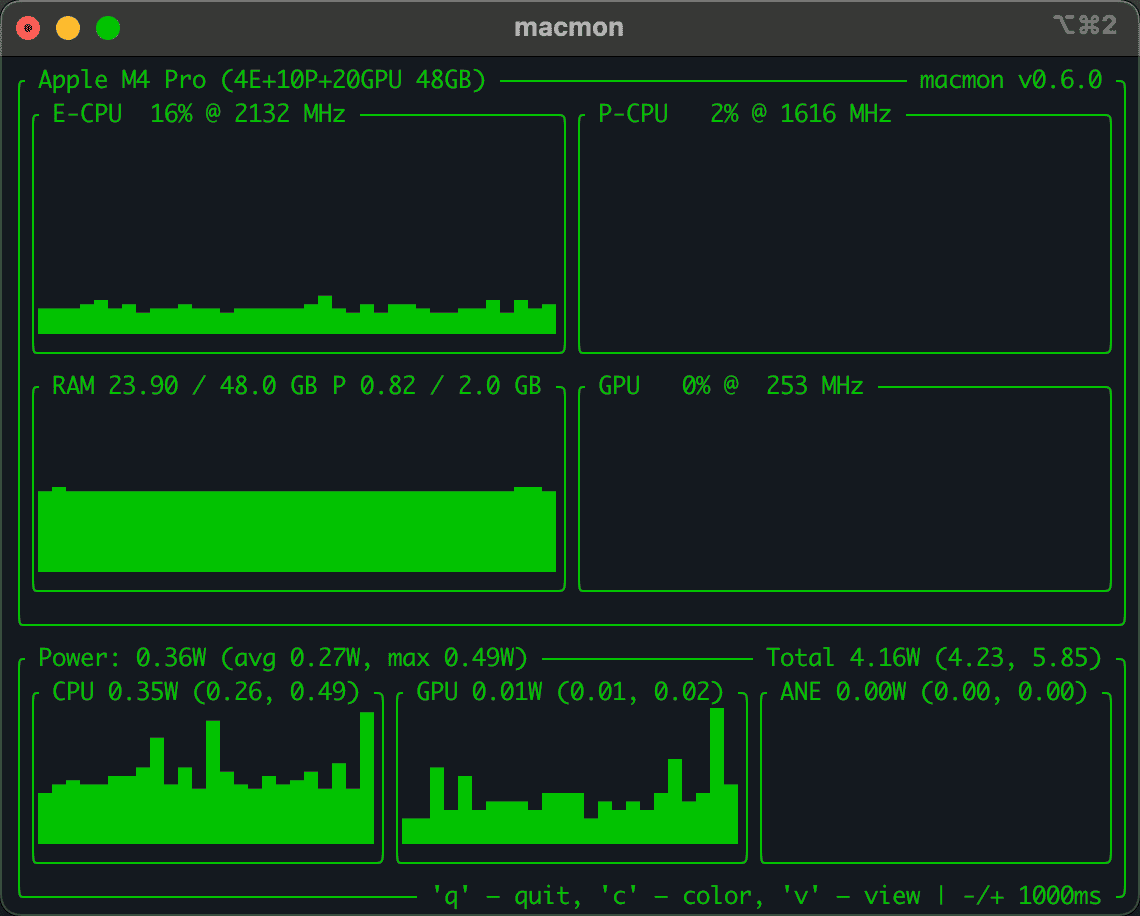 macmon ⌥⌘2
Apple M4 Pro (4E+10P+20GPU 48GB) macmon v0.6.0
E-CPU 16% @ 2132 MHz P-CPU 2% @ 1616 MHz
RAM 23.90 / 48.0 GB P 0.82 / 2.0 GB GPU 0% @ 253 MHz
Power: 0.36W (avg 0.27W, max 0.49W) Total 4.16W (4.23, 5.85)
CPU 0.35W (0.26, 0.49) GPU 0.01W (0.01, 0.02) ANE 0.00W (0.00, 0.00)
'q' – quit, 'c' – color, 'v' – view | -/+ 1000ms